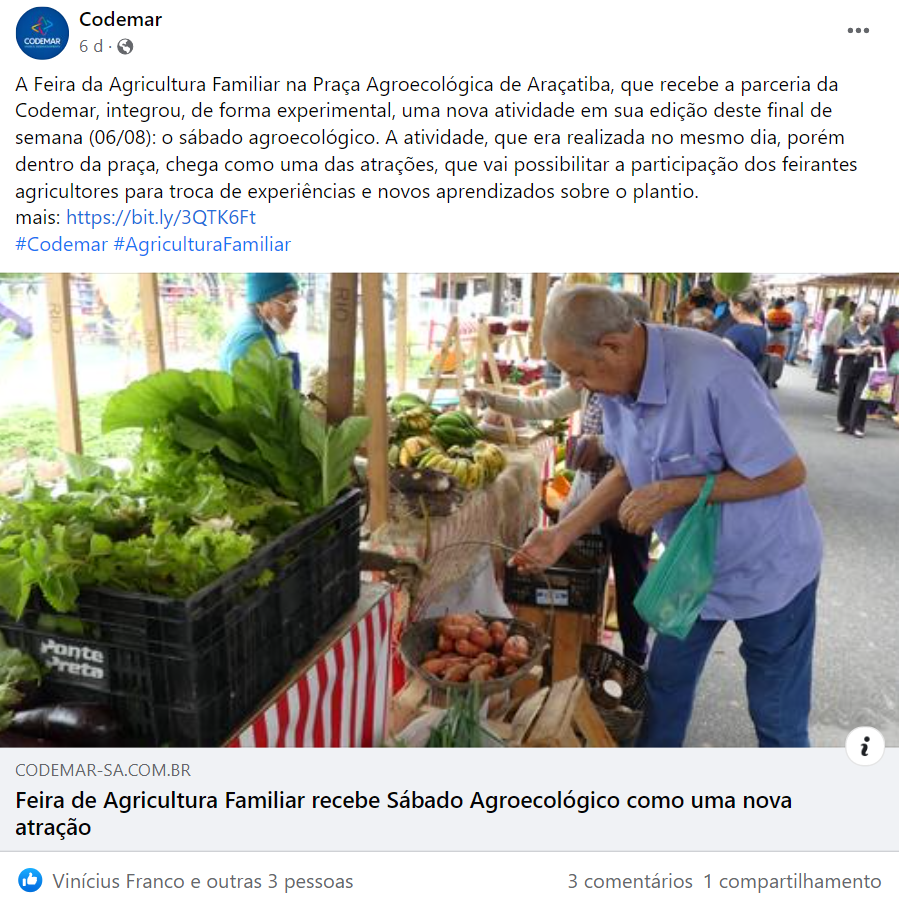 Codemar
6 d
CODEMAR
A Feira da Agricultura Familiar na Praça Agroecológica de Araçatiba, que recebe a parceria da
Codemar, integrou, de forma experimental, uma nova atividade em sua edição deste final de
semana (06/08): o sábado agroecológico. A atividade, que era realizada no mesmo dia, porém
dentro da praça, chega como uma das atrações, que vai possibilitar a participação dos feirantes
agricultores para troca de experiências e novos aprendizados sobre o plantio.
mais: https://bit.ly/3QTK6Ft
#Codemar #AgriculturaFamiliar
RIO
RIO
Ponte
Preta
CODEMAR-SA.COM.BR
Feira de Agricultura Familiar recebe Sábado Agroecológico como uma nova
atração
Vinícius Franco e outras 3 pessoas
3 comentários 1 compartilhamento